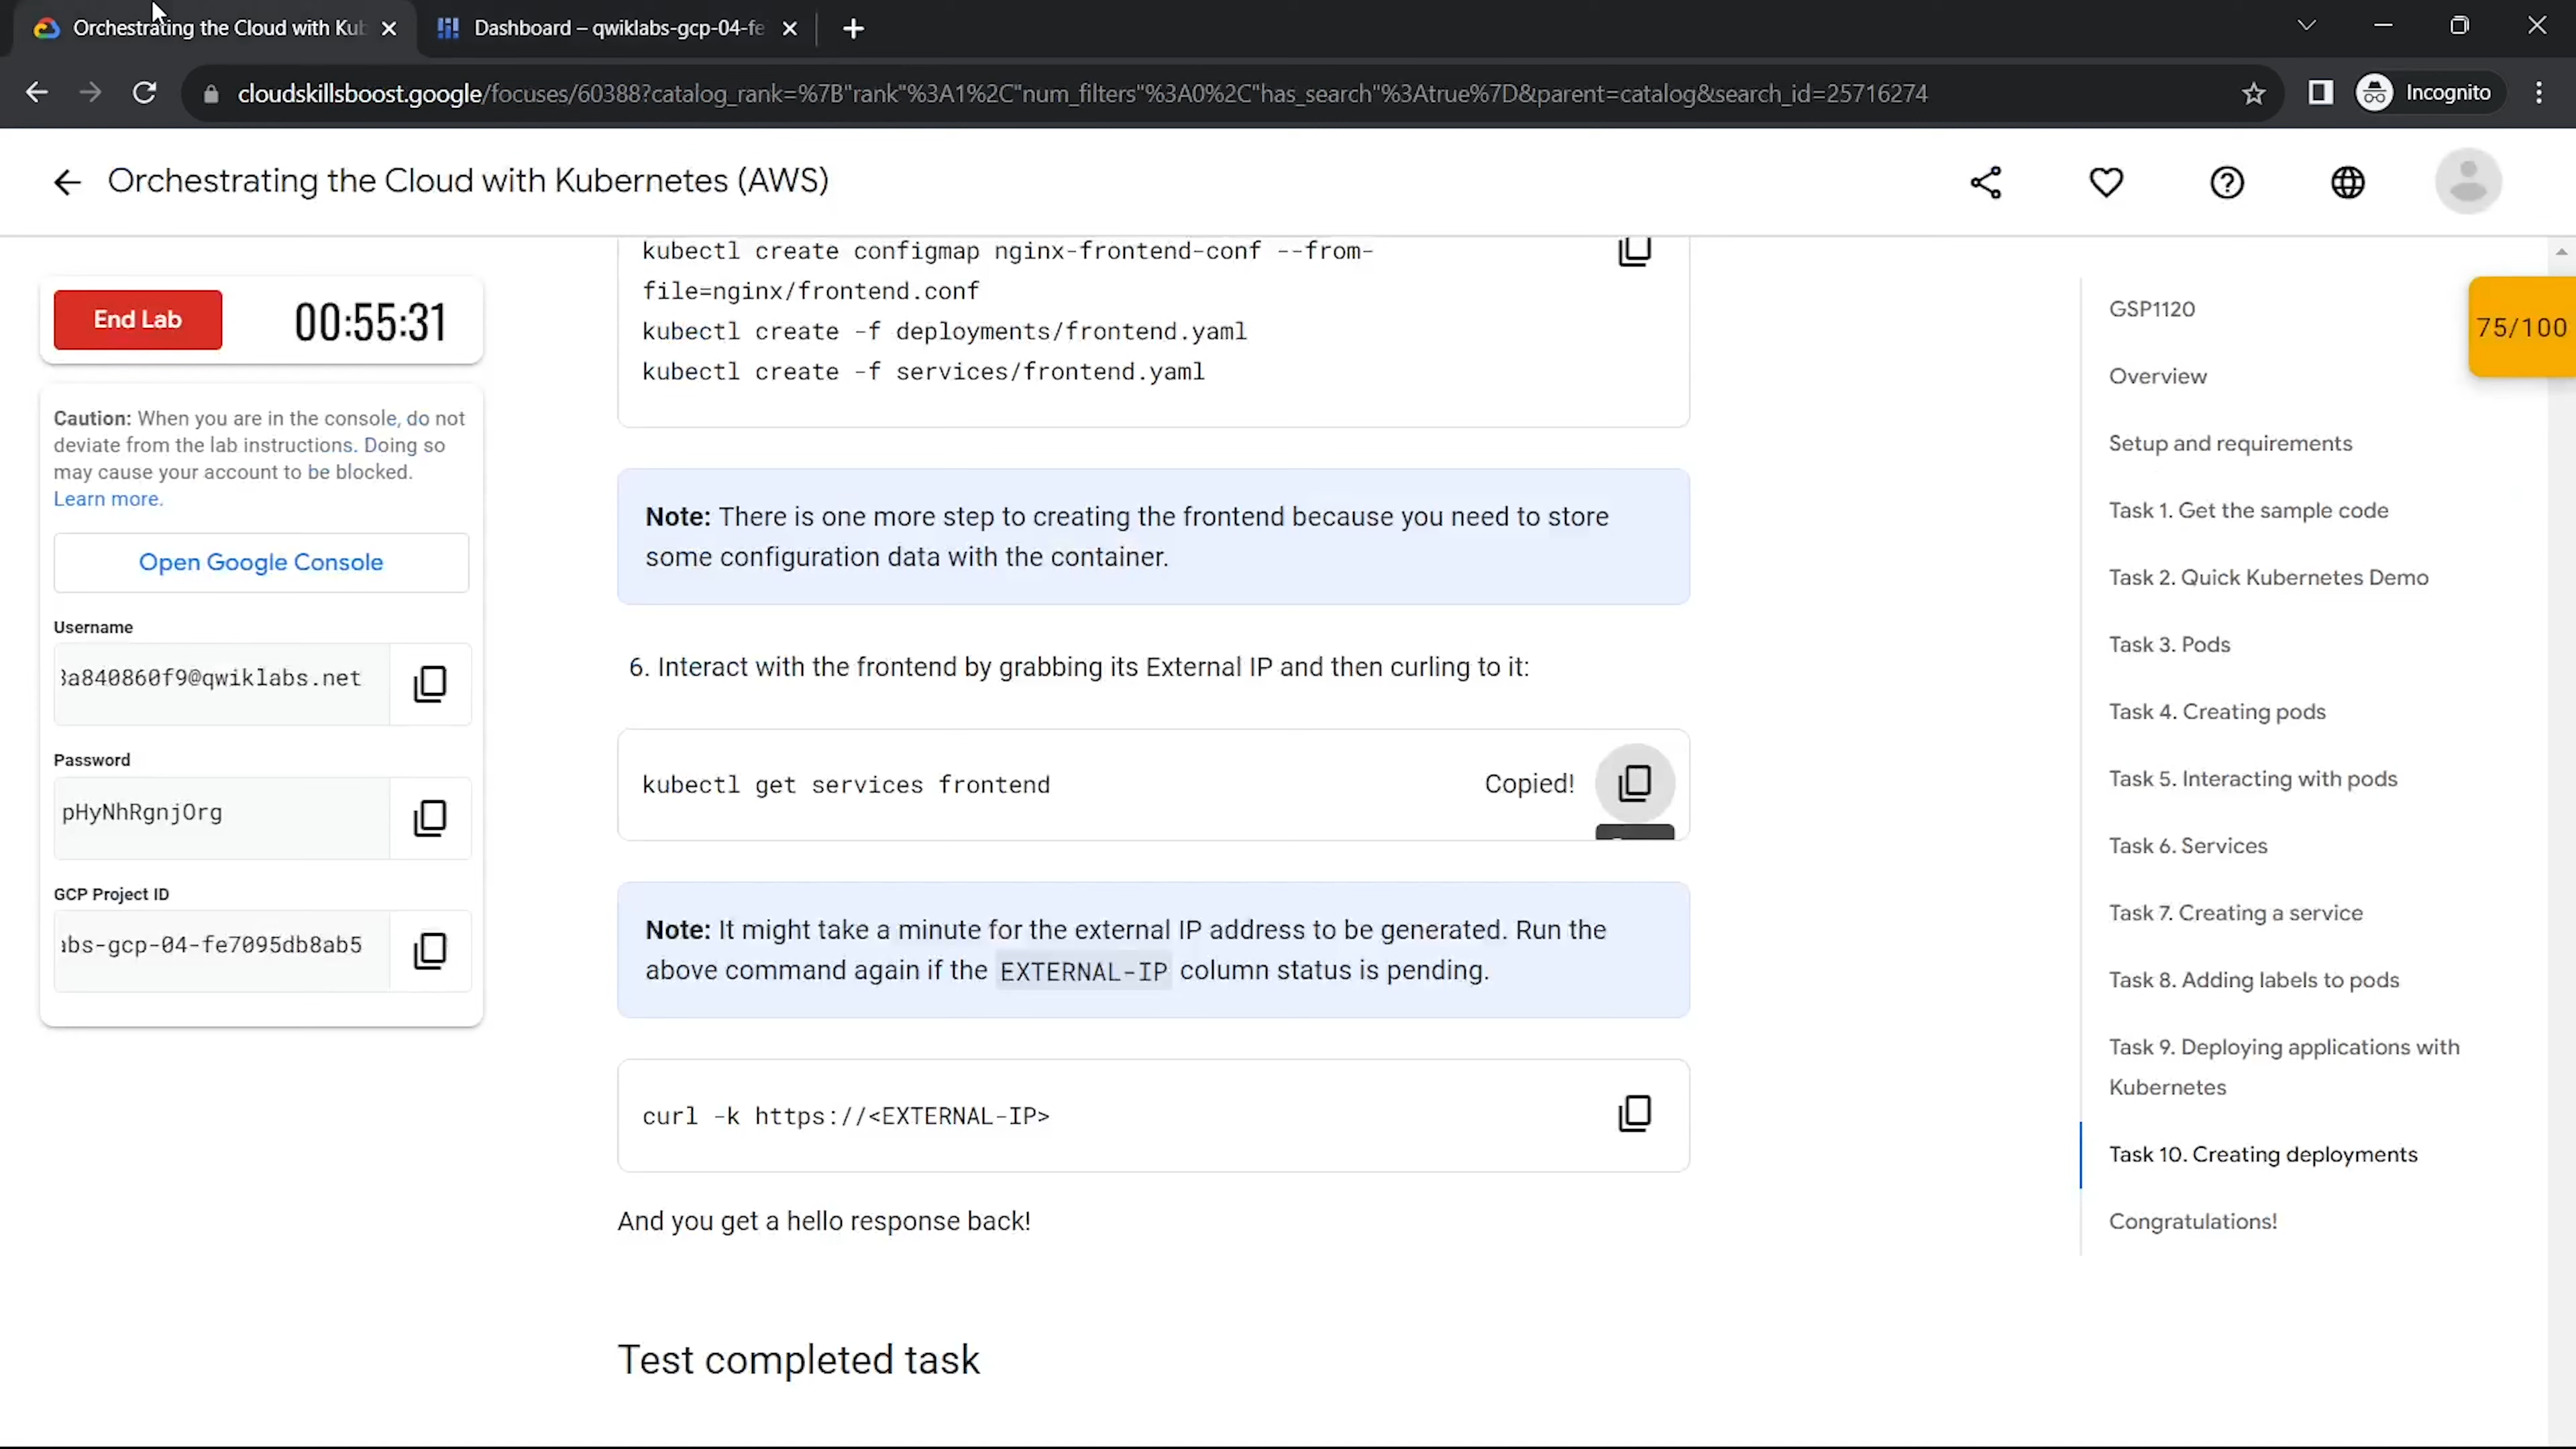 Orchestrating the Cloud with Kub
Dashboard – qwiklabs-gcp-04-fe
cloudskillsboost.google/focuses/60388?catalog_rank=%7B"rank"%3A1%2C"num_filters"%3A0%2C"has_search"%3Atrue%7D&parent=catalog&search_id=25716274
Incognito
Orchestrating the Cloud with Kubernetes (AWS)
End Lab
00:55:31
Caution: When you are in the console, do not
deviate from the lab instructions. Doing so
may cause your account to be blocked.
Learn more.
Open Google Console
Username
3a840860f9@qwiklabs.net
Password
pHyNhRgnjOrg
GCP Project ID
abs-gcp-04-fe7095db8ab5
kubectl create configmap nginx-frontend-conf --from-
file=nginx/frontend.conf
kubectl create -f deployments/frontend.yaml
kubectl create -f services/frontend.yaml
Note: There is one more step to creating the frontend because you need to store
some configuration data with the container.
6. Interact with the frontend by grabbing its External IP and then curling to it:
kubectl get services frontend
Copied!
Note: It might take a minute for the external IP address to be generated. Run the
above command again if the EXTERNAL-IP column status is pending.
curl -k https://<EXTERNAL-IP>
And you get a hello response back!
Test completed task
GSP1120
Overview
Setup and requirements
Task 1. Get the sample code
Task 2. Quick Kubernetes Demo
Task 3. Pods
Task 4. Creating pods
Task 5. Interacting with pods
Task 6. Services
Task 7. Creating a service
Task 8. Adding labels to pods
Task 9. Deploying applications with
Kubernetes
Task 10. Creating deployments
Congratulations!
75/100